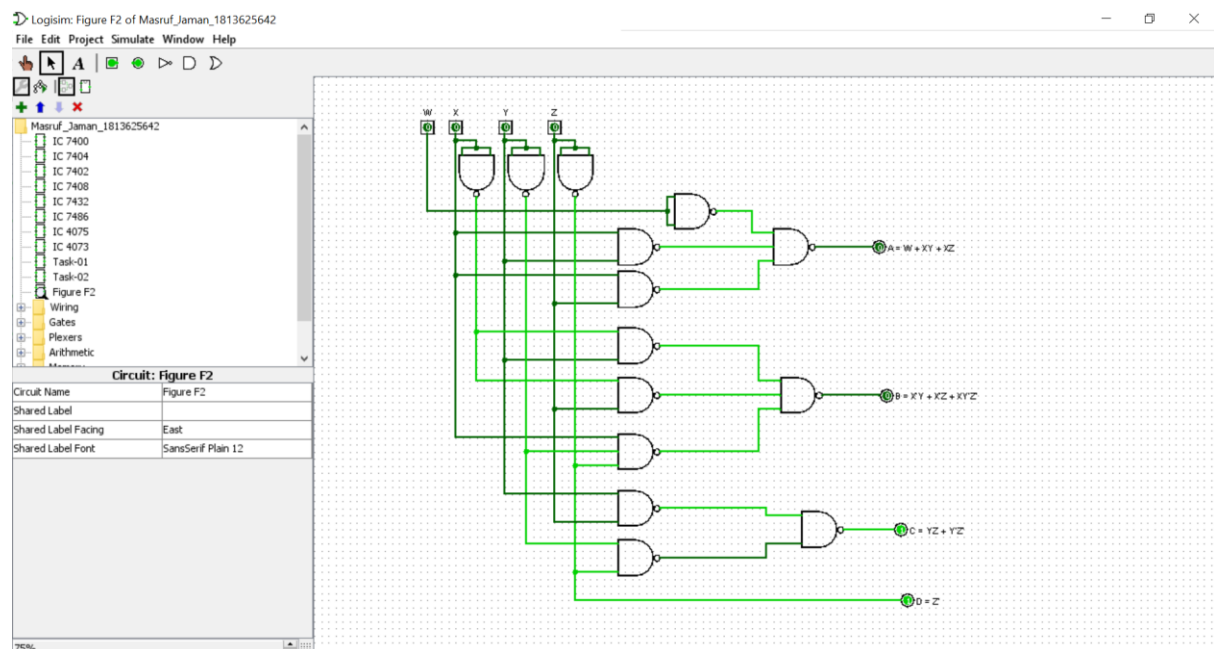 Logisim: Figure F2 of Masruf_Jaman_1813625642
File Edit Project Simulate Window Help
A
Masruf_Jaman_1813625642
IC 7400
IC 7404
IC 7402
IC 7408
IC 7432
IC 7486
IC 4075
IC 4073
Task-01
Task-02
Figure F2
Wiring
Gates
Plexers
Arithmetic
Circuit: Figure F2
Circuit Name Figure F2
Shared Label
Shared Label Facing East
Shared Label Font SansSerif Plain 12
75%
W X Y Z
A = W + XY + XZ
B = X'Y + X'Z + XY'Z'
C = YZ + Y'Z'
D = Z'